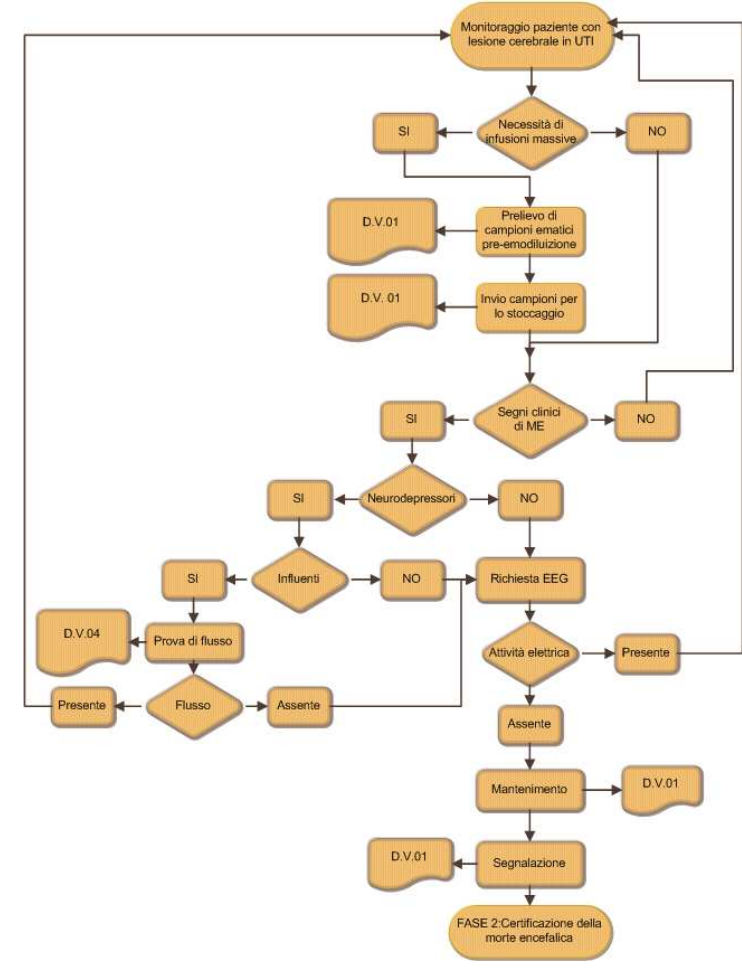 Monitoraggio paziente con
lesione cerebrale in UTI
Necessità di
infusioni massive
SI
NO
Prelievo di
campioni ematici
pre-emodiluizione
D.V.01
Invio campioni per
lo stoccaggio
D.V. 01
Segni clinici
di ME
SI
NO
Neurodepressori
SI
NO
Influenti
SI
NO
Richiesta EEG
D.V.04
Prova di flusso
Attività elettrica
Presente
Presente
Flusso
Assente
Assente
Mantenimento
D.V.01
D.V.01
Segnalazione
FASE 2:Certificazione della
morte encefalica